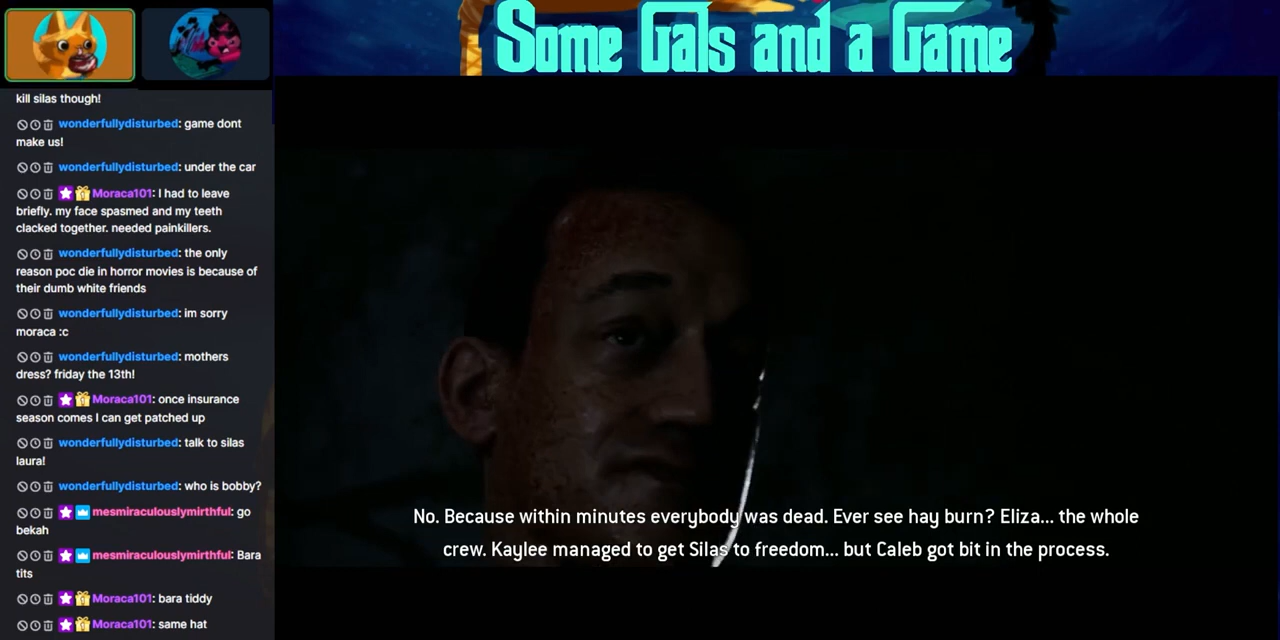 Some Gals and a Game
kill silas though!
wonderfullydisturbed: game dont
make us!
wonderfullydisturbed: under the car
Moraca101: I had to leave
briefly. my face spasmed and my teeth
clacked together. needed painkillers.
wonderfullydisturbed: the only
reason poc die in horror movies is because of
their dumb white friends
wonderfullydisturbed: im sorry
moraca :c
wonderfullydisturbed: mothers
dress? friday the 13th!
Moraca101: once insurance
season comes I can get patched up
wonderfullydisturbed: talk to silas
laura!
wonderfullydisturbed: who is bobby?
mesmiraculouslymirthful: go
bekah
mesmiraculouslymirthful: Bara
tits
Moraca101: bara tiddy
Moraca101: same hat
No. Because within minutes everybody was dead. Ever see hay burn? Eliza... the whole
crew. Kaylee managed to get Silas to freedom... but Caleb got bit in the process.